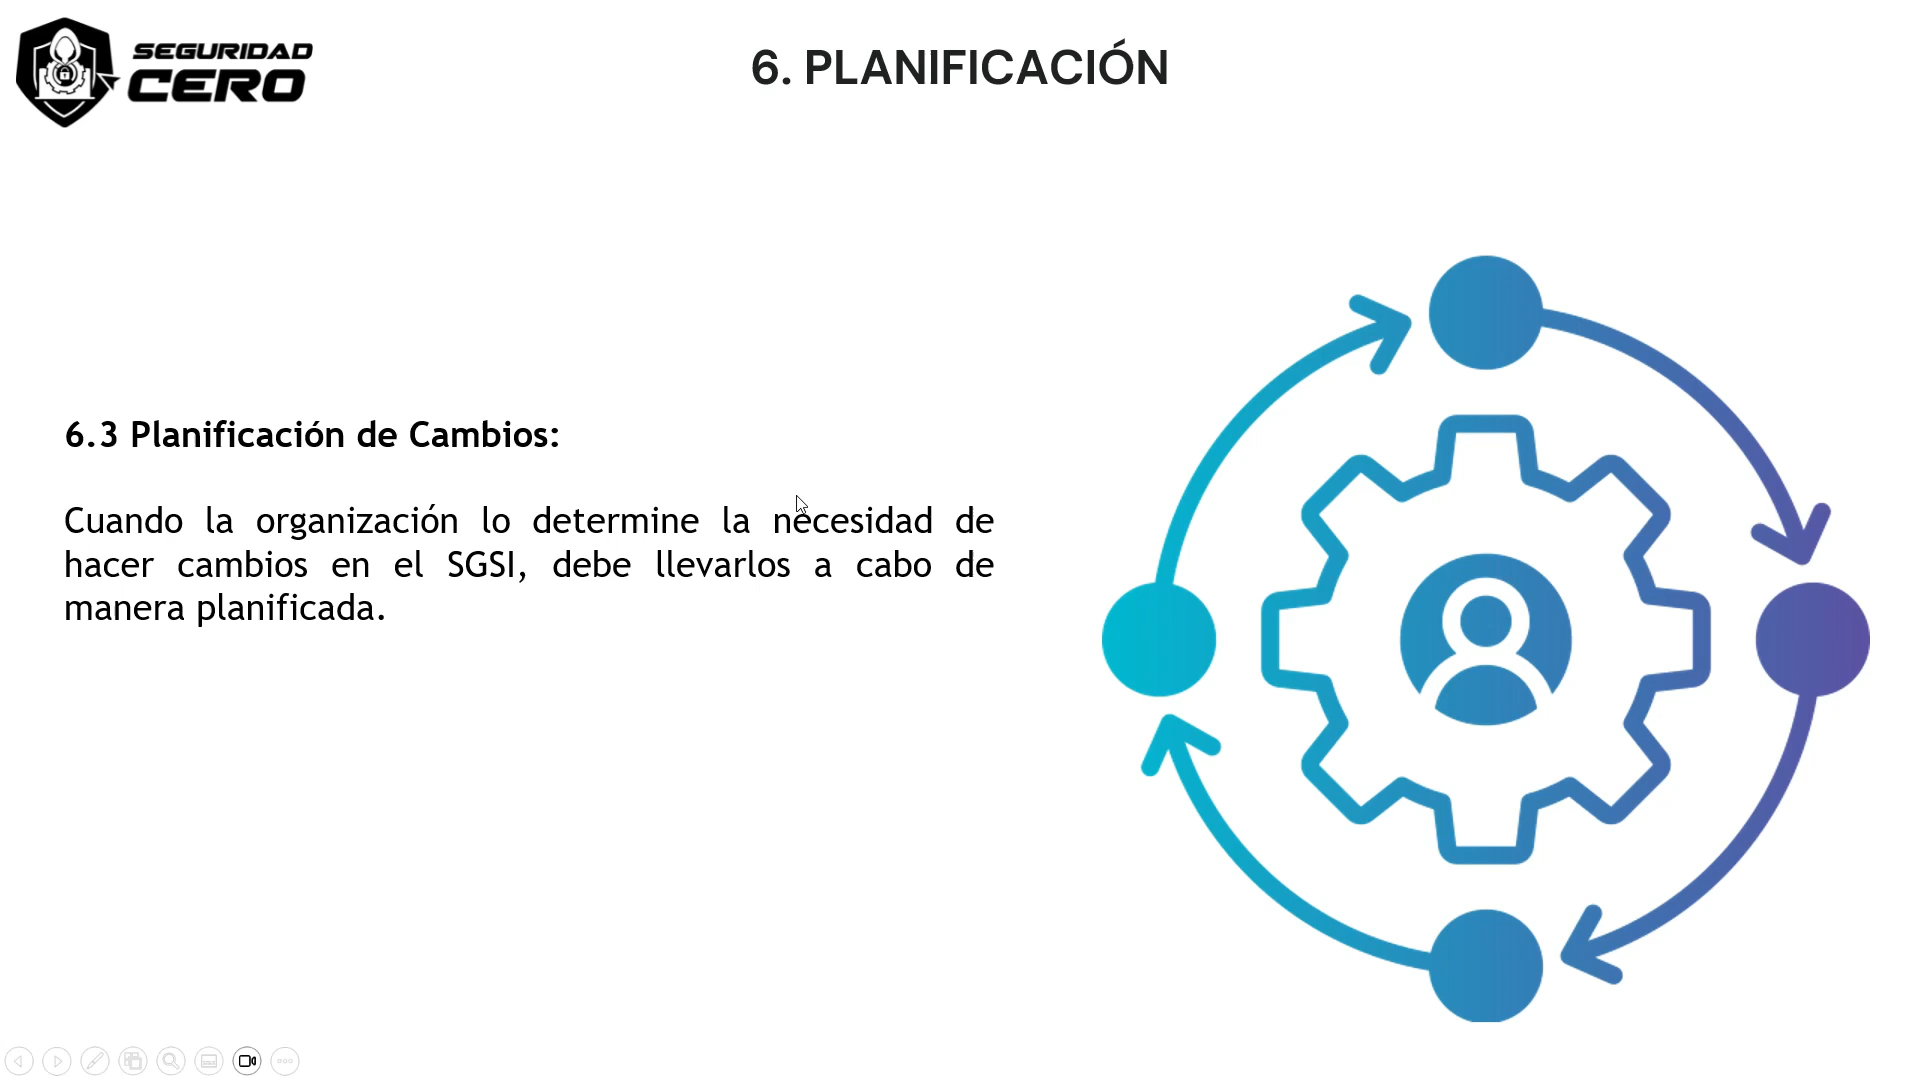 SEGURIDAD
CERO
6. PLANIFICACIÓN
6.3 Planificación de Cambios:
Cuando la organización lo determine la necesidad de
hacer cambios en el SGSI, debe llevarlos a cabo de
manera planificada.